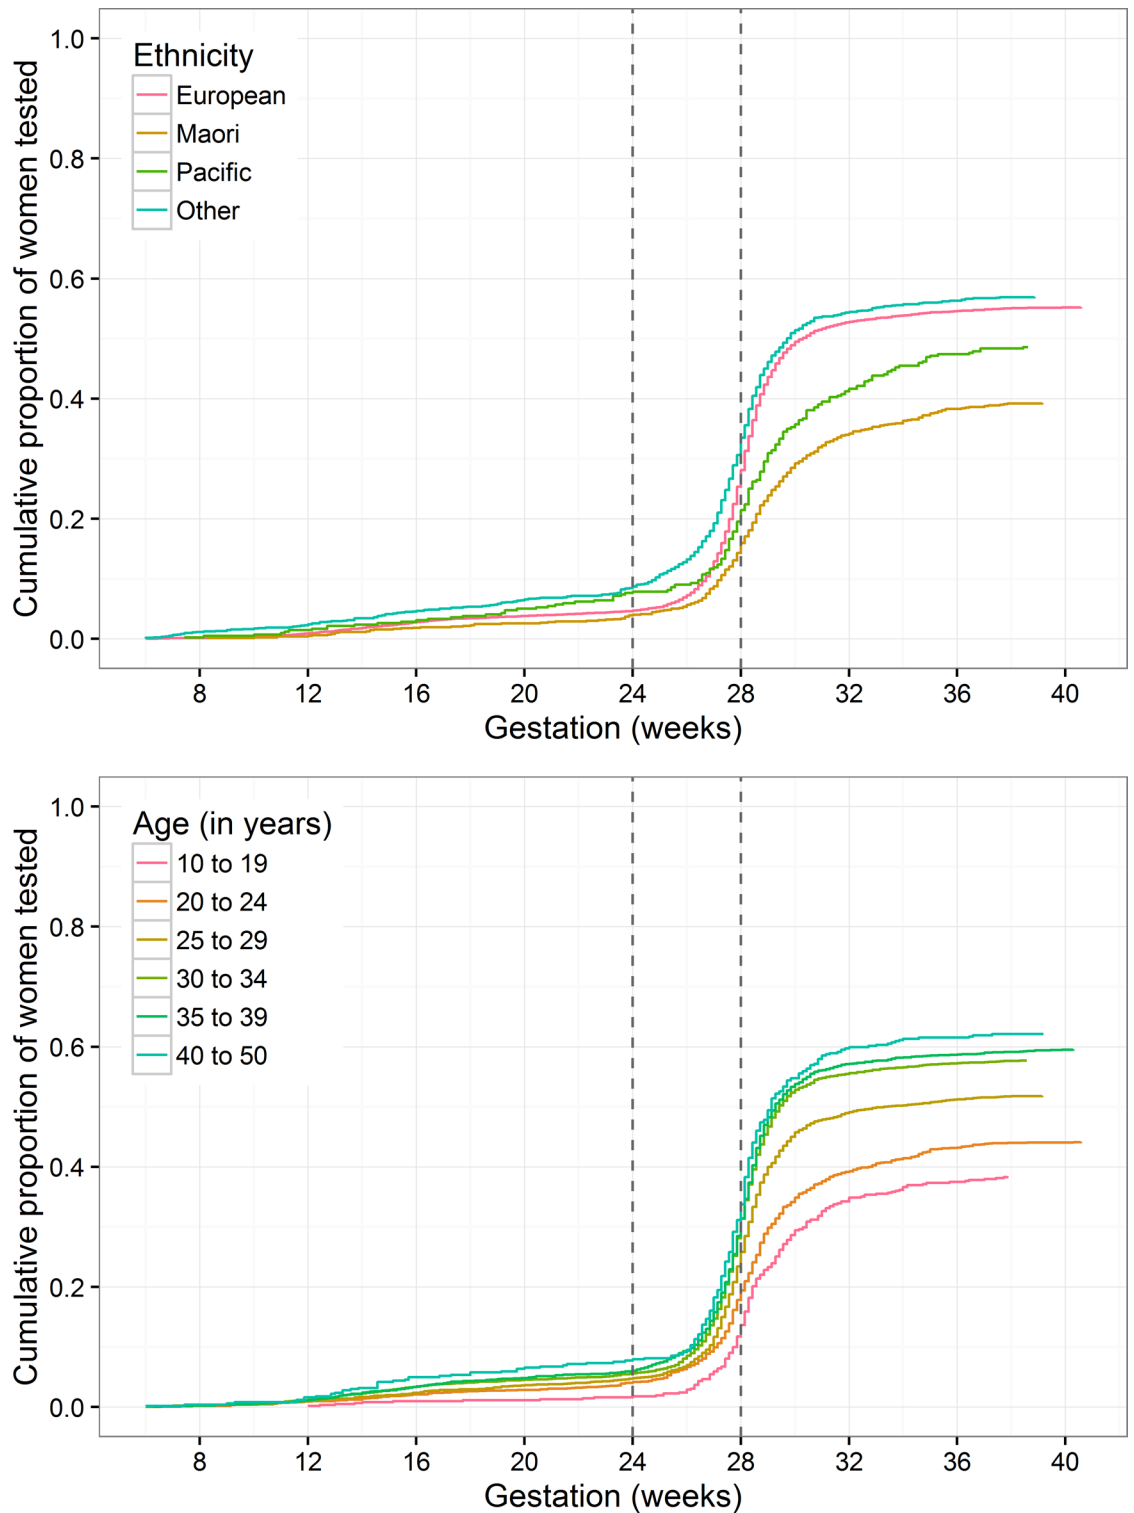 Cumulative proportion of women tested
1.0
0.8
0.6
0.4
0.2
0.0
Ethnicity
European
Maori
Pacific
Other
8 12 16 20 24 28 32 36 40
Gestation (weeks)
Cumulative proportion of women tested
1.0
0.8
0.6
0.4
0.2
0.0
Age (in years)
10 to 19
20 to 24
25 to 29
30 to 34
35 to 39
40 to 50
8 12 16 20 24 28 32 36 40
Gestation (weeks)